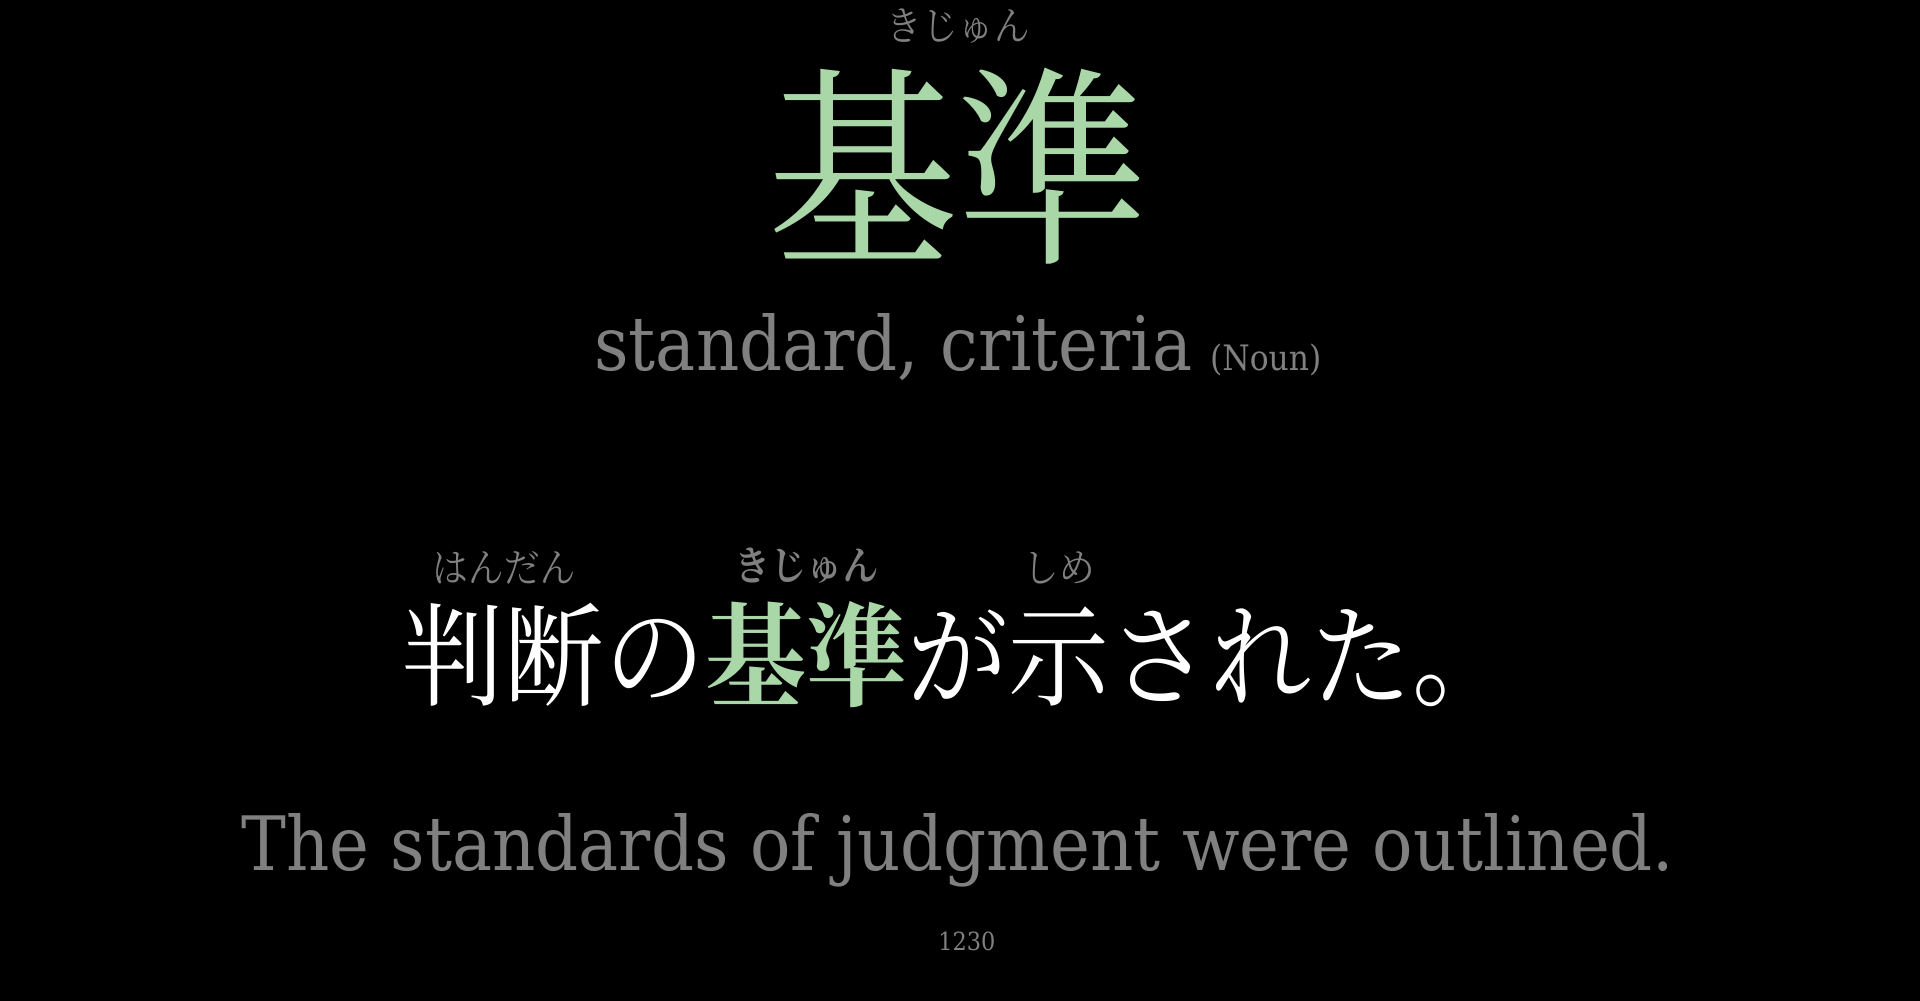 きじゅん
基準
standard, criteria (Noun)
はんだん きじゅん しめ
判断の基準が示された。
The standards of judgment were outlined.
1230